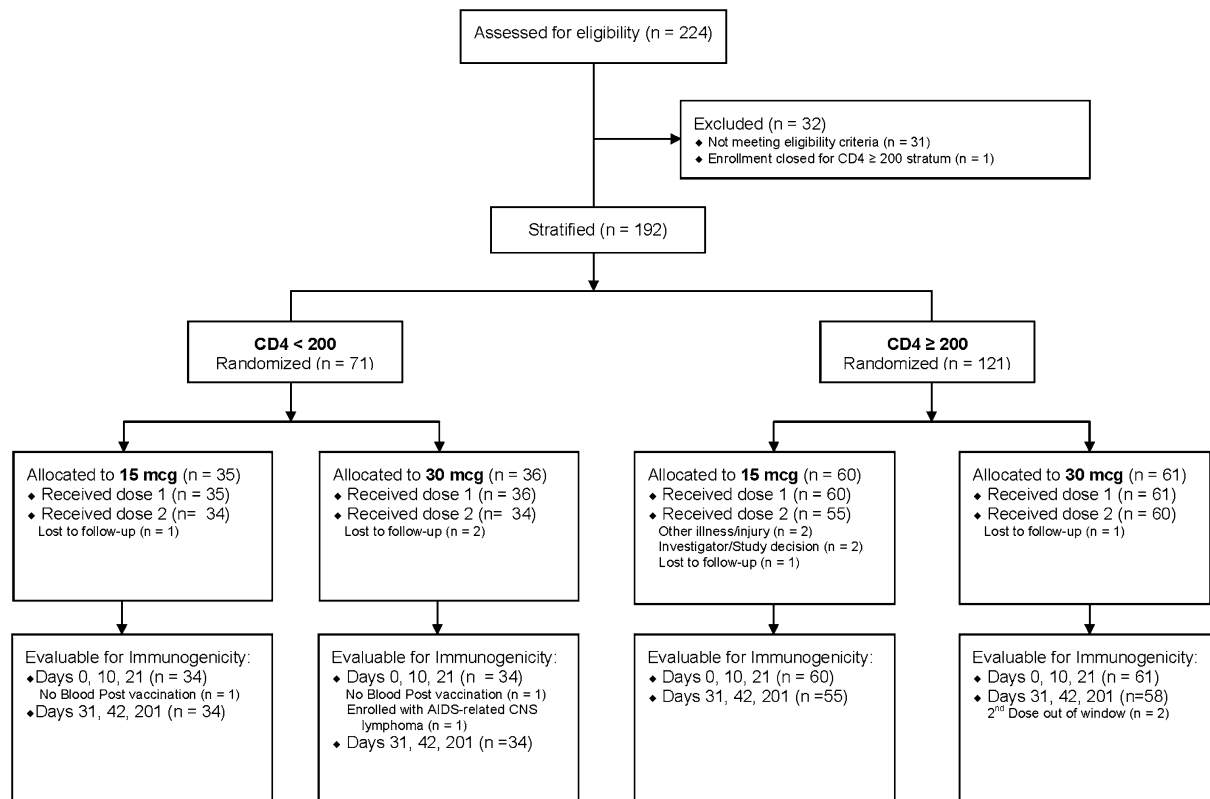 Assessed for eligibility (n = 224)
Excluded (n = 32)
◆ Not meeting eligibility criteria (n = 31)
◆ Enrollment closed for CD4 ≥ 200 stratum (n = 1)
Stratified (n = 192)
CD4 < 200
Randomized (n = 71)
CD4 ≥ 200
Randomized (n = 121)
Allocated to 15 mcg (n = 35)
◆ Received dose 1 (n = 35)
◆ Received dose 2 (n= 34)
Lost to follow-up (n = 1)
Allocated to 30 mcg (n = 36)
◆ Received dose 1 (n = 36)
◆ Received dose 2 (n= 34)
Lost to follow-up (n = 2)
Allocated to 15 mcg (n = 60)
◆ Received dose 1 (n = 60)
◆ Received dose 2 (n = 55)
Other illness/injury (n = 2)
Investigator/Study decision (n = 2)
Lost to follow-up (n = 1)
Allocated to 30 mcg (n = 61)
◆ Received dose 1 (n = 61)
◆ Received dose 2 (n = 60)
Lost to follow-up (n = 1)
Evaluable for Immunogenicity:
◆Days 0, 10, 21 (n = 34)
No Blood Post vaccination (n = 1)
◆Days 31, 42, 201 (n = 34)
Evaluable for Immunogenicity:
◆ Days 0, 10, 21 (n = 34)
No Blood Post vaccination (n = 1)
Enrolled with AIDS-related CNS
lymphoma (n = 1)
◆ Days 31, 42, 201 (n =34)
Evaluable for Immunogenicity:
◆ Days 0, 10, 21 (n = 60)
◆ Days 31, 42, 201 (n =55)
Evaluable for Immunogenicity:
◆ Days 0, 10, 21 (n = 61)
◆ Days 31, 42, 201 (n=58)
2nd Dose out of window (n = 2)